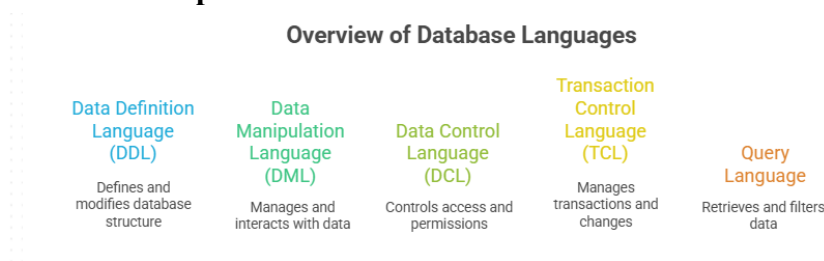 Overview of Database Languages
Data Definition
Language
(DDL)
Defines and
modifies database
structure
Data
Manipulation
Language
(DML)
Manages and
interacts with data
Data Control
Language
(DCL)
Controls access and
permissions
Transaction
Control
Language
(TCL)
Manages
transactions and
changes
Query
Language
Retrieves and filters
data